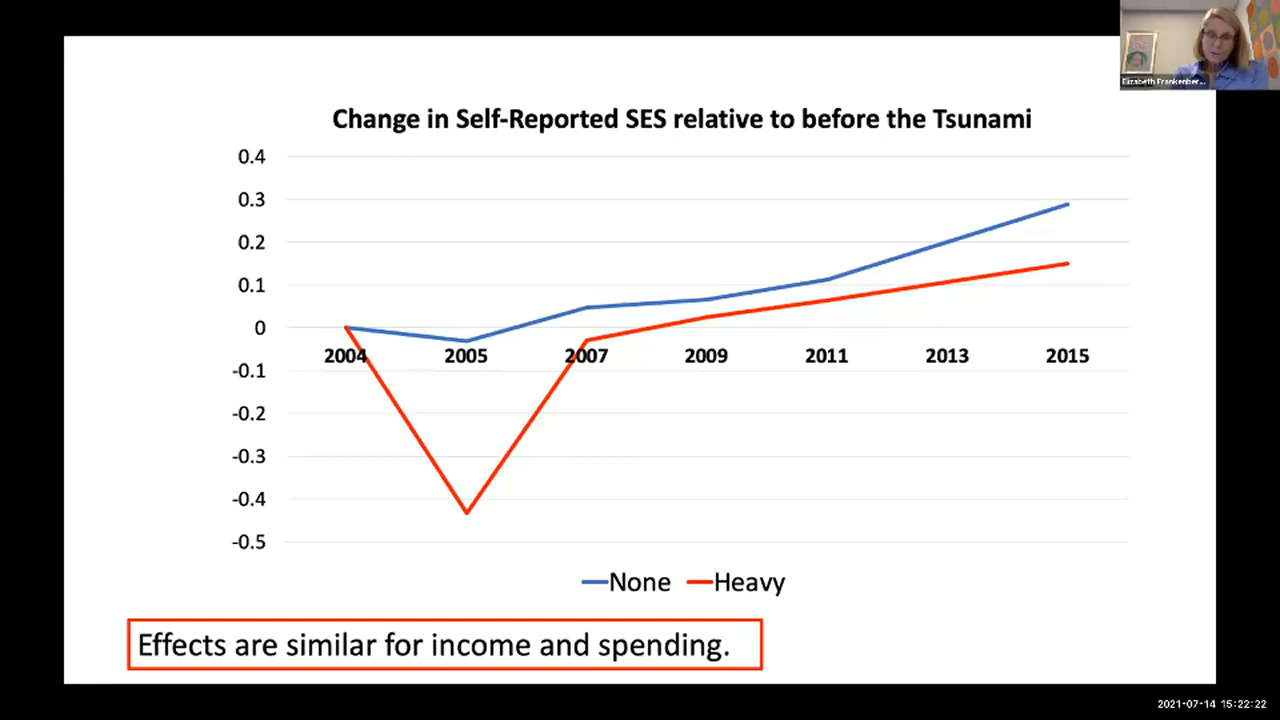 Elizabeth Frankenber...
Change in Self-Reported SES relative to before the Tsunami
0.4
0.3
0.2
0.1
0
2004 2005 2007 2009 2011 2013 2015
-0.1
-0.2
-0.3
-0.4
-0.5
None Heavy
Effects are similar for income and spending.
2021-07-14 15:22:22